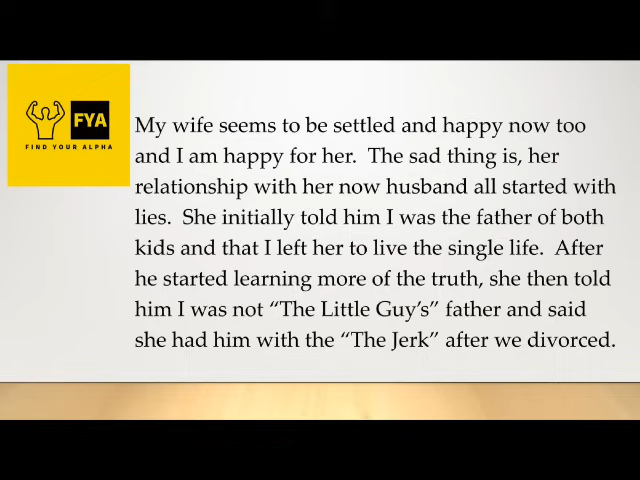 FYA
FIND YOUR ALPHA
My wife seems to be settled and happy now too
and I am happy for her.  The sad thing is, her
relationship with her now husband all started with
lies.  She initially told him I was the father of both
kids and that I left her to live the single life.  After
he started learning more of the truth, she then told
him I was not “The Little Guy’s” father and said
she had him with the “The Jerk” after we divorced.